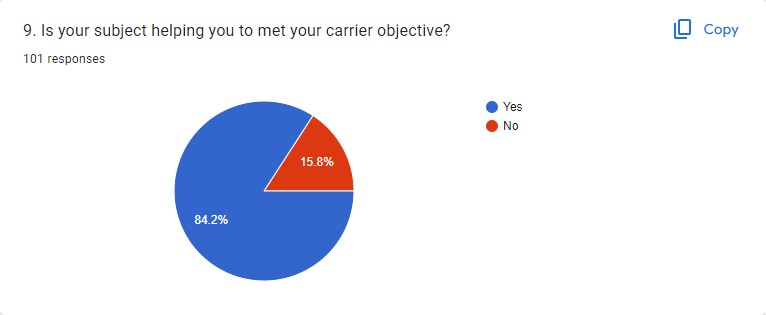 9. Is your subject helping you to met your carrier objective?
Copy
101 responses
Yes
No
15.8%
84.2%